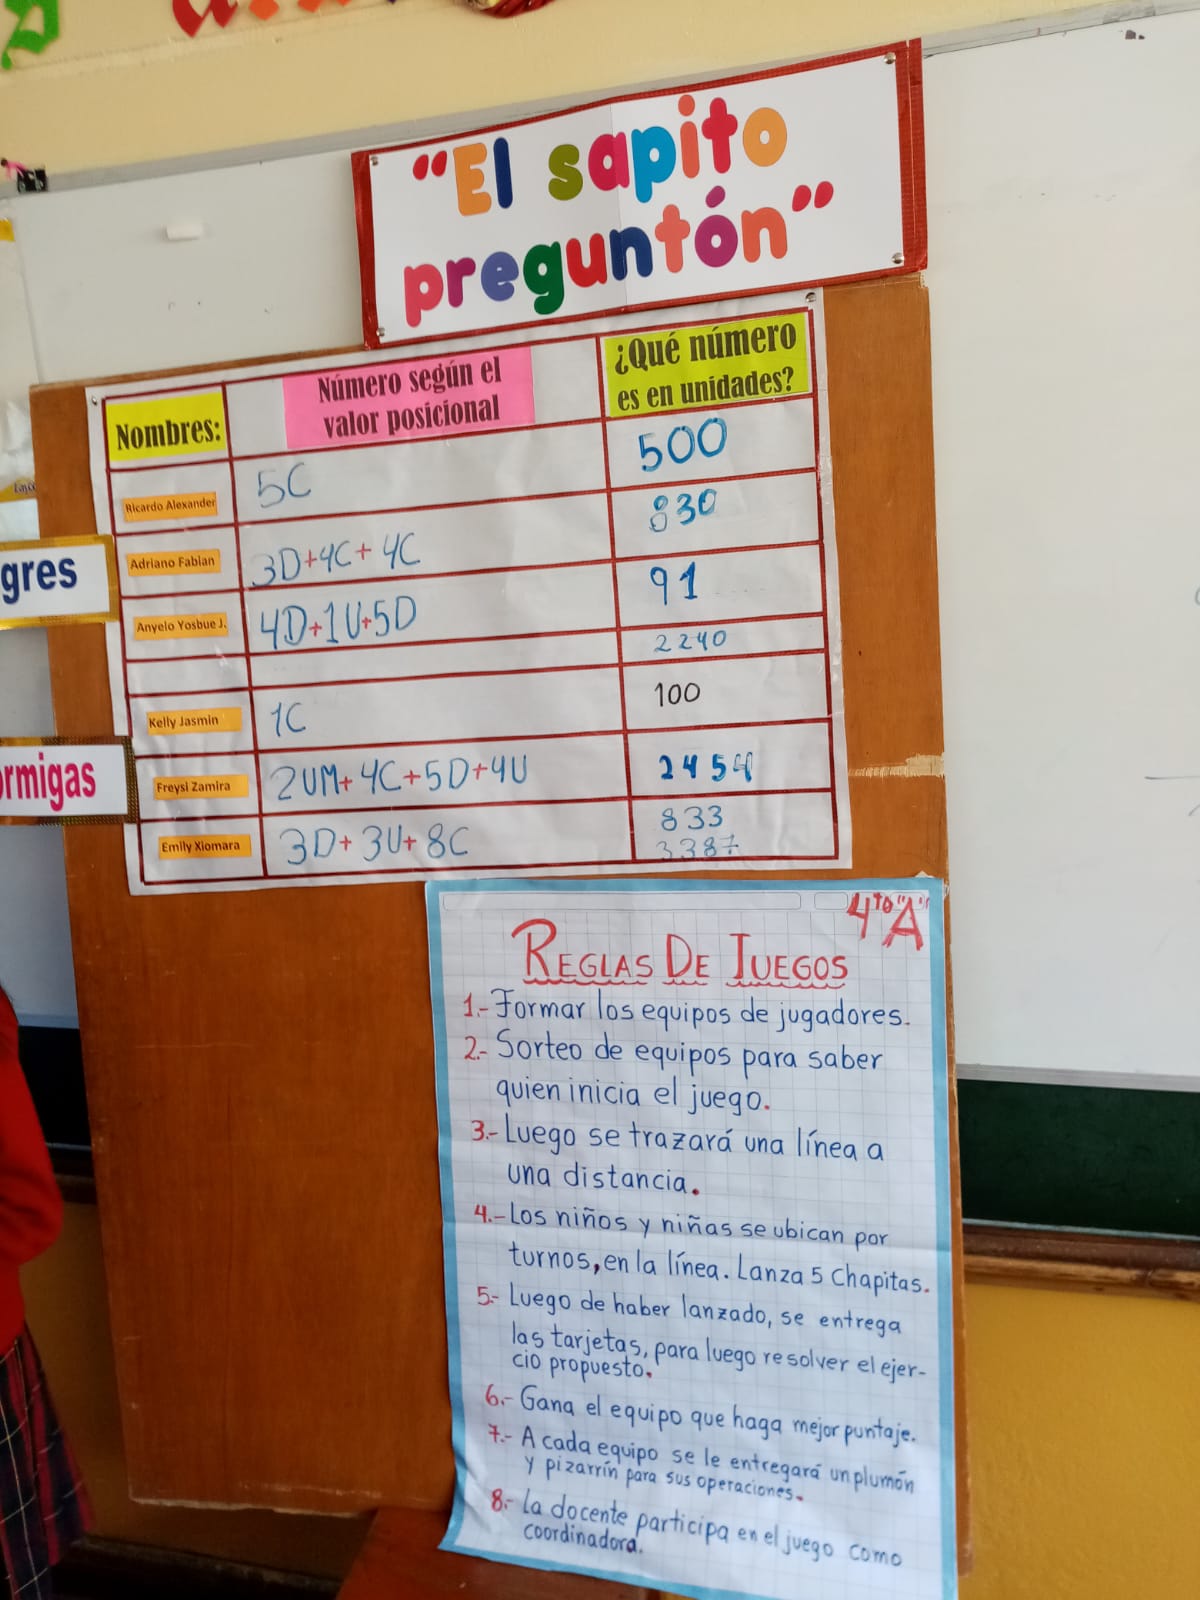 "El sapito
preguntón"
Nombres:
Número según el
valor posicional
¿Qué número
es en unidades?
Ricardo Alexander
5C
500
Adriano Fabian
3D+4C+4C
830
Anyelo Yosbue J.
4D+1U+5D
91
2240
Kelly Jasmin
1C
100
Freysi Zamira
2UM+4C+5D+4U
2454
Emily Xiomara
3D+3U+8C
833
3387
gres
ormigas
4to "A"
REGLAS DE JUEGOS
1.- Formar los equipos de jugadores.
2.- Sorteo de equipos para saber
quien inicia el juego.
3.- Luego se trazará una línea a
una distancia.
4.- Los niños y niñas se ubican por
turnos, en la línea. Lanza 5 Chapitas.
5.- Luego de haber lanzado, se entrega
las tarjetas, para luego resolver el ejer-
cio propuesto.
6.- Gana el equipo que haga mejor puntaje.
7.- A cada equipo se le entregará un plumón
y pizarrín para sus operaciones.
8.- La docente participa en el juego como
coordinadora.